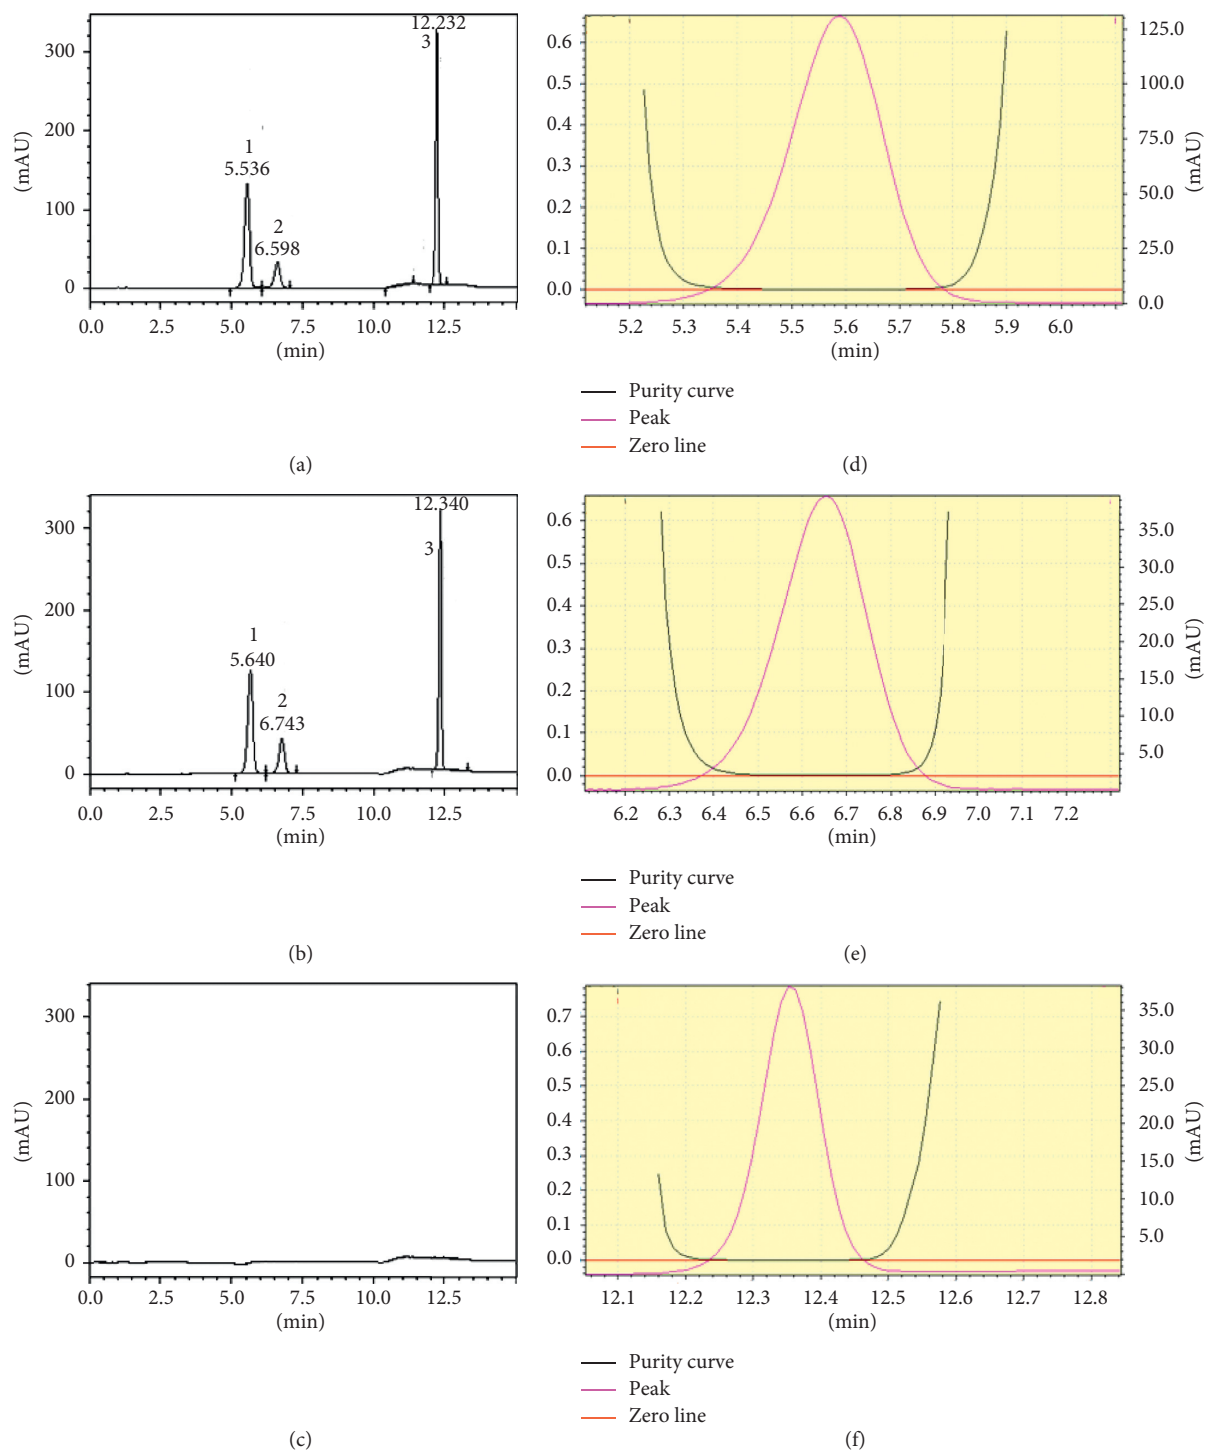 (mAU)
300
200
100
0
12.232
3
1
5.536
2
6.598
0.0 2.5 5.0 7.5 10.0 12.5
(min)
(a)
0.6
0.5
0.4
0.3
0.2
0.1
0.0
125.0
100.0
75.0
50.0
25.0
0.0
(mAU)
5.2 5.3 5.4 5.5 5.6 5.7 5.8 5.9 6.0
(min)
Purity curve
Peak
Zero line
(d)
(mAU)
300
200
100
0
12.340
3
1
5.640
2
6.743
0.0 2.5 5.0 7.5 10.0 12.5
(min)
(b)
0.6
0.5
0.4
0.3
0.2
0.1
0.0
35.0
30.0
25.0
20.0
15.0
10.0
5.0
(mAU)
6.2 6.3 6.4 6.5 6.6 6.7 6.8 6.9 7.0 7.1 7.2
(min)
Purity curve
Peak
Zero line
(e)
(mAU)
300
200
100
0
0.0 2.5 5.0 7.5 10.0 12.5
(min)
(c)
0.7
0.6
0.5
0.4
0.3
0.2
0.1
0.0
35.0
30.0
25.0
20.0
15.0
10.0
5.0
(mAU)
12.1 12.2 12.3 12.4 12.5 12.6 12.7 12.8
(min)
Purity curve
Peak
Zero line
(f)